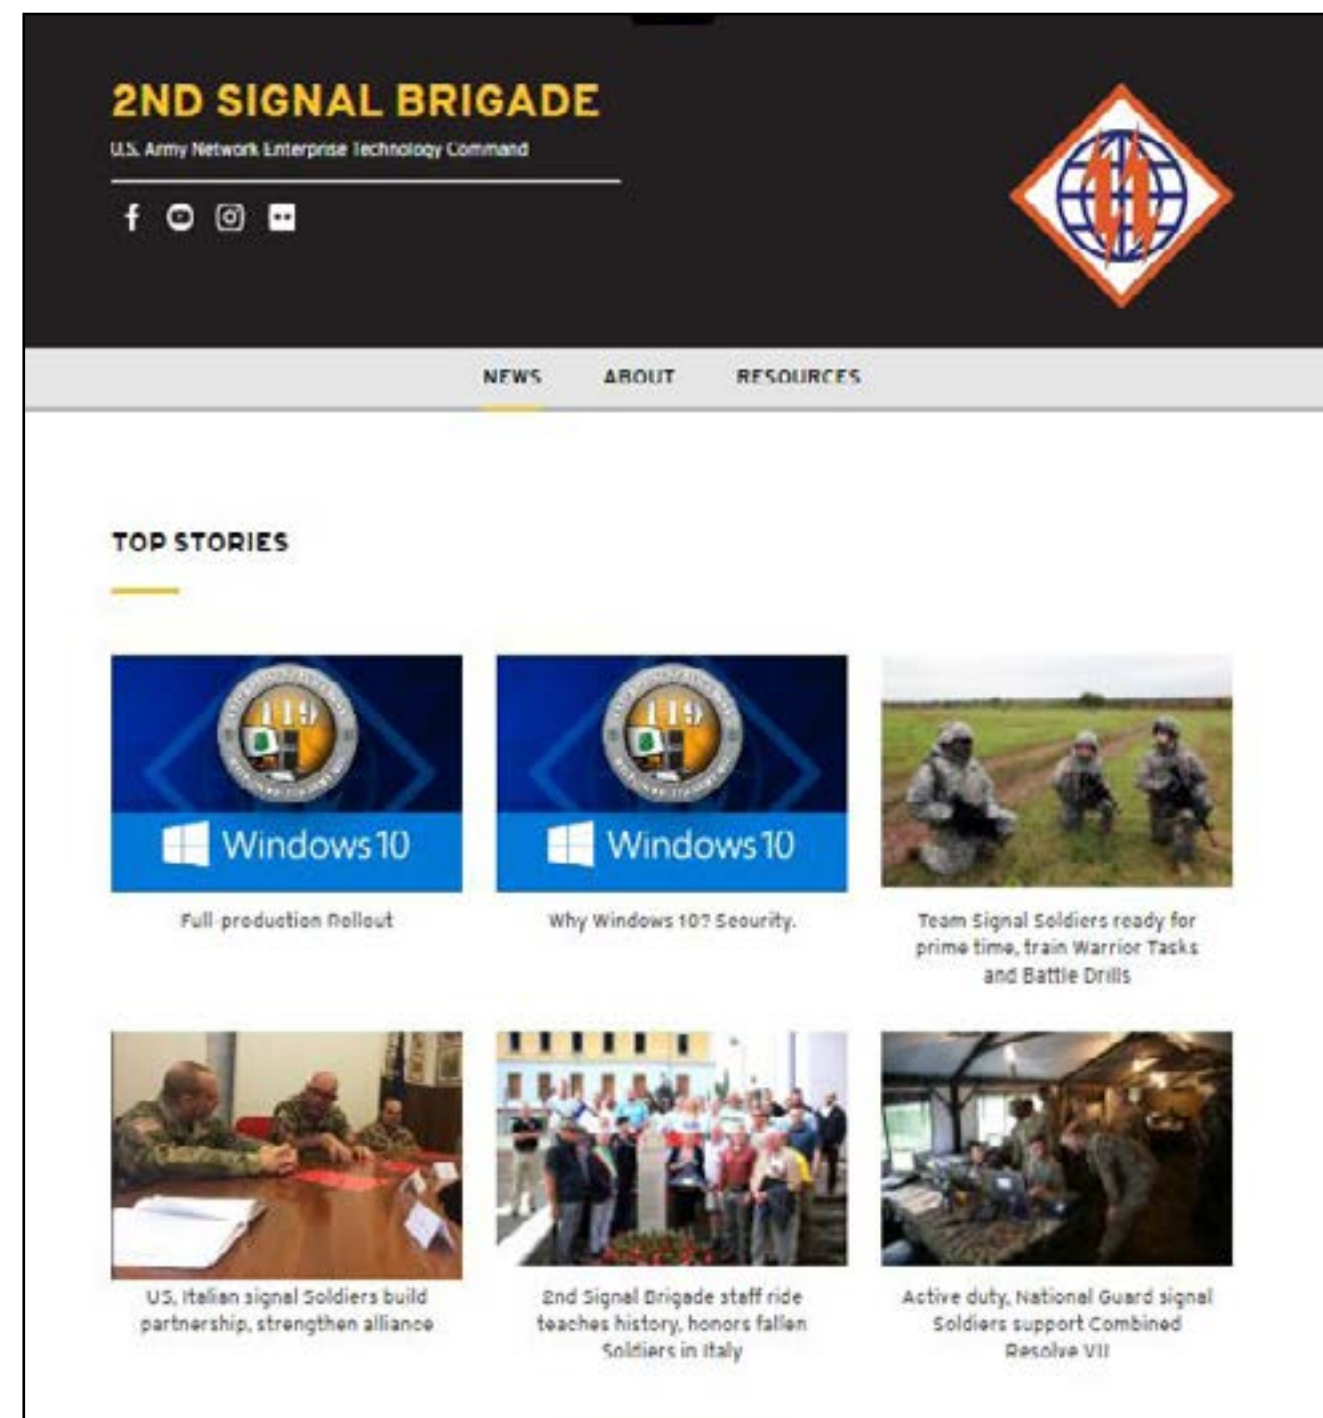 2ND SIGNAL BRIGADE
U.S. Army Network Enterprise Technology Command
NEWS ABOUT RESOURCES
TOP STORIES
119
Windows 10
119
Windows 10
Full-production Rollout
Why Windows 10? Security.
Team Signal Soldiers ready for
prime time, train Warrior Tasks
and Battle Drills
US, Italian signal Soldiers build
partnership, strengthen alliance
2nd Signal Brigade staff ride
teaches history, honors fallen
Soldiers in Italy
Active duty, National Guard signal
Soldiers support Combined
Resolve VII